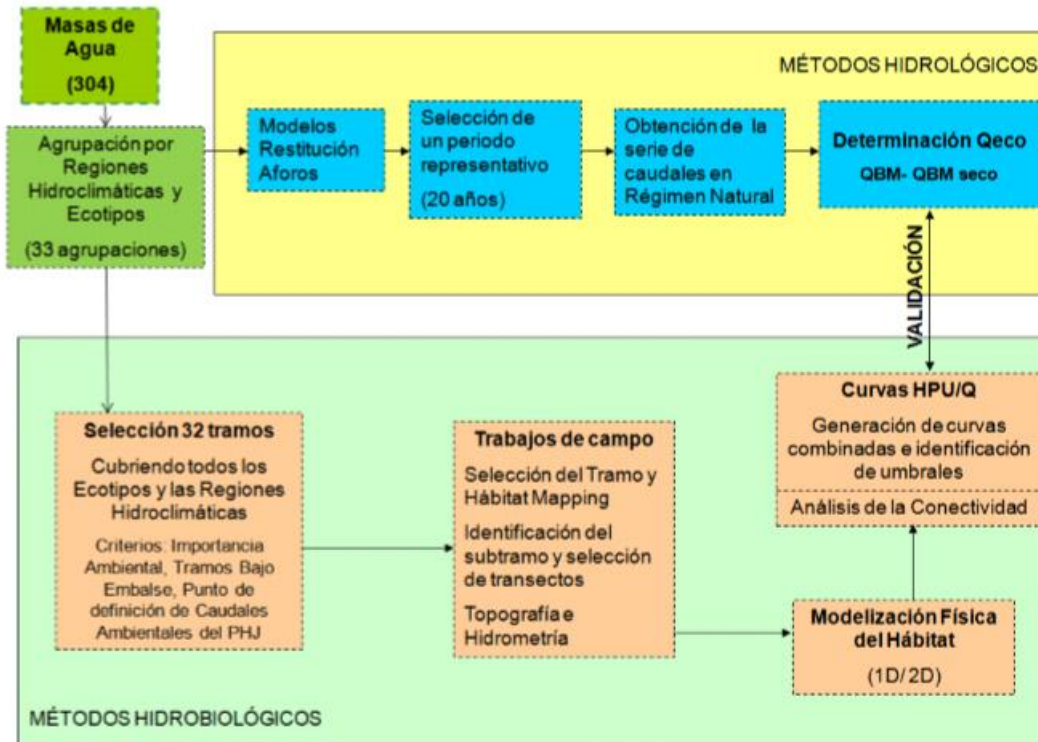 Masas de
Agua
(304)
Agrupación por
Regiones
Hidroclimáticas y
Ecotipos
(33 agrupaciones)
MÉTODOS HIDROLÓGICOS
Modelos
Restitución
Aforos
Selección de
un periodo
representativo
(20 años)
Obtención de la
serie de
caudales en
Régimen Natural
Determinación Qeco
QBM- QBM seco
VALIDACIÓN
Selección 32 tramos
Cubriendo todos los
Ecotipos y las Regiones
Hidroclimáticas
Criterios: Importancia
Ambiental, Tramos Bajo
Embalse, Punto de
definición de Caudales
Ambientales del PHJ
Trabajos de campo
Selección del Tramo y
Hábitat Mapping
Identificación del
subtramo y selección
de transectos
Topografía e
Hidrometría
Curvas HPU/Q
Generación de curvas
combinadas e identificación
de umbrales
Análisis de la Conectividad
Modelización Física
del Hábitat
(1D/ 2D)
MÉTODOS HIDROBIOLÓGICOS